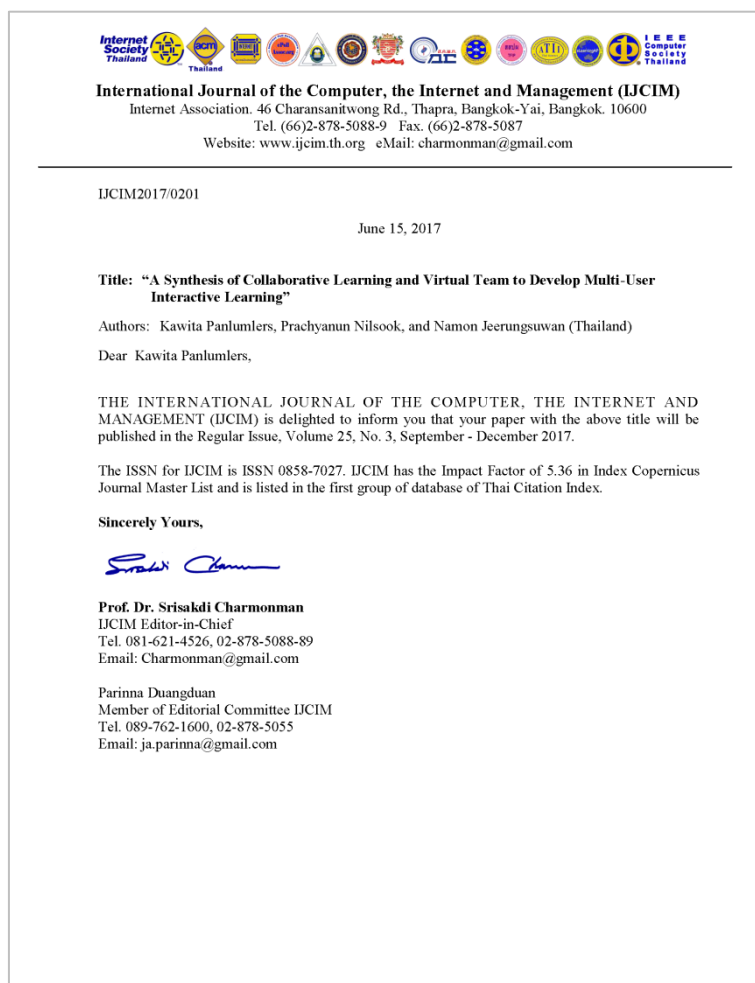 Internet
Society
Thailand
acm
Thailand
IEEE
Computer
Society
Thailand
International Journal of the Computer, the Internet and Management (IJCIM)
Internet Association. 46 Charansanitwong Rd., Thapra, Bangkok-Yai, Bangkok. 10600
Tel. (66)2-878-5088-9 Fax. (66)2-878-5087
Website: www.ijcim.th.org eMail: charmonman@gmail.com
IJCIM2017/0201
June 15, 2017
Title: “A Synthesis of Collaborative Learning and Virtual Team to Develop Multi-User
Interactive Learning”
Authors: Kawita Panlumlers, Prachyanun Nilsook, and Namon Jeerungsuwan (Thailand)
Dear Kawita Panlumlers,
THE INTERNATIONAL JOURNAL OF THE COMPUTER, THE INTERNET AND
MANAGEMENT (IJCIM) is delighted to inform you that your paper with the above title will be
published in the Regular Issue, Volume 25, No. 3, September - December 2017.
The ISSN for IJCIM is ISSN 0858-7027. IJCIM has the Impact Factor of 5.36 in Index Copernicus
Journal Master List and is listed in the first group of database of Thai Citation Index.
Sincerely Yours,
Prof. Dr. Srisakdi Charmonman
IJCIM Editor-in-Chief
Tel. 081-621-4526, 02-878-5088-89
Email: Charmonman@gmail.com
Parinna Duangduan
Member of Editorial Committee IJCIM
Tel. 089-762-1600, 02-878-5055
Email: ja.parinna@gmail.com